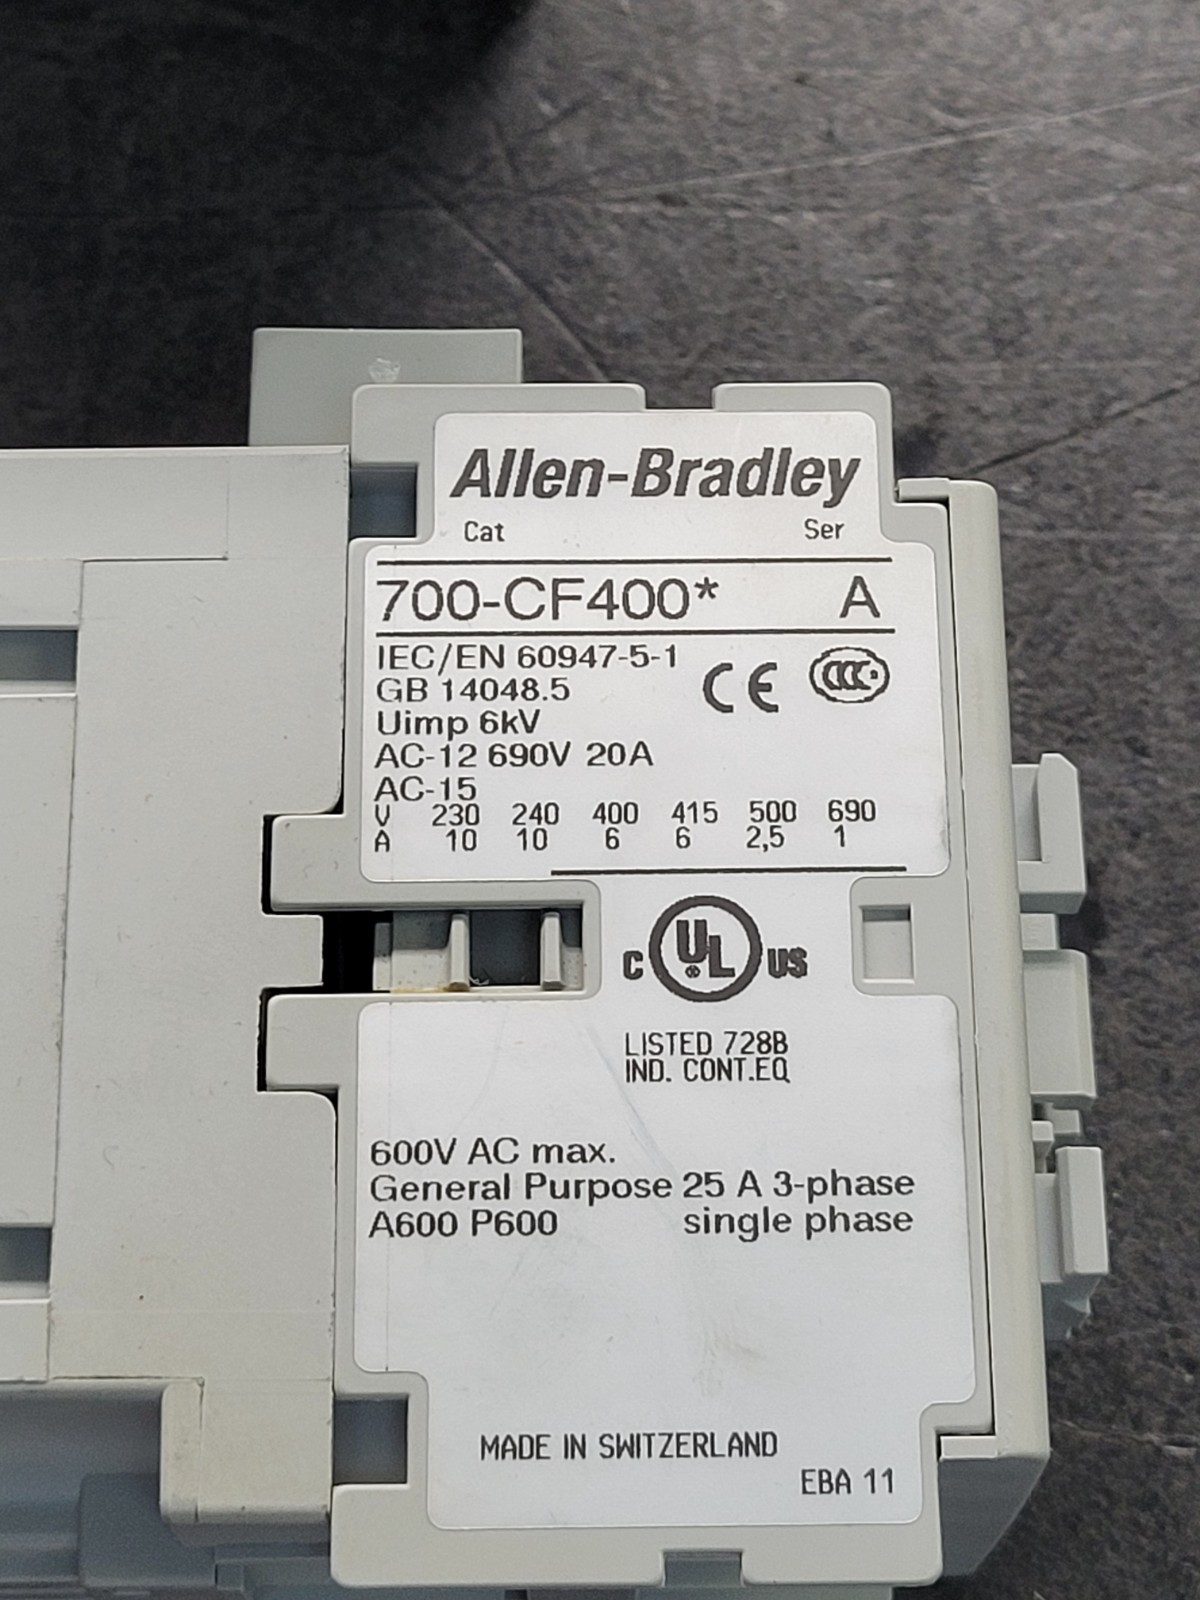 Allen-Bradley
Cat Ser
700-CF400* A
IEC/EN 60947-5-1
GB 14048.5
CE CCC
Uimp 6kV
AC-12 690V 20A
AC-15
V 230 240 400 415 500 690
A 10 10 6 6 2,5 1
C UL US
LISTED 728B
IND. CONT.EQ
600V AC max.
General Purpose 25 A 3-phase
A600 P600 single phase
MADE IN SWITZERLAND
EBA 11